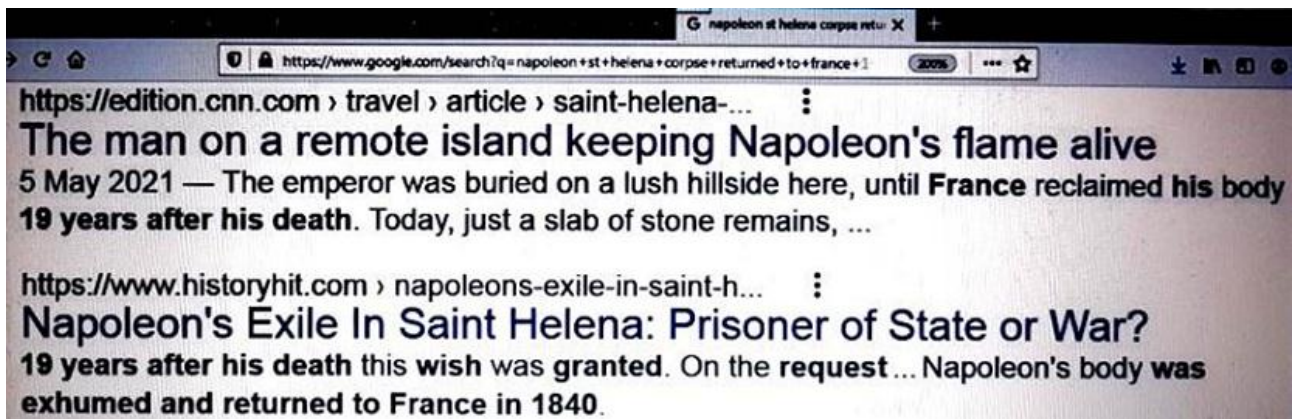 G napoleon st helena corpse retu
https://www.google.com/search?q=napoleon+st+helena+corpse+returned+to+france+1
200%
https://edition.cnn.com › travel › article › saint-helena-...
The man on a remote island keeping Napoleon's flame alive
5 May 2021 — The emperor was buried on a lush hillside here, until France reclaimed his body
19 years after his death. Today, just a slab of stone remains, ...
https://www.historyhit.com › napoleons-exile-in-saint-h...
Napoleon's Exile In Saint Helena: Prisoner of State or War?
19 years after his death this wish was granted. On the request ... Napoleon's body was
exhumed and returned to France in 1840.